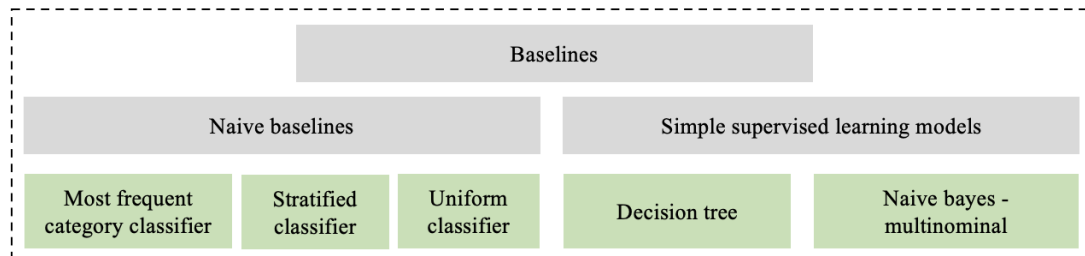 Baselines
Naive baselines
Simple supervised learning models
Most frequent
category classifier
Stratified
classifier
Uniform
classifier
Decision tree
Naive bayes -
multinominal